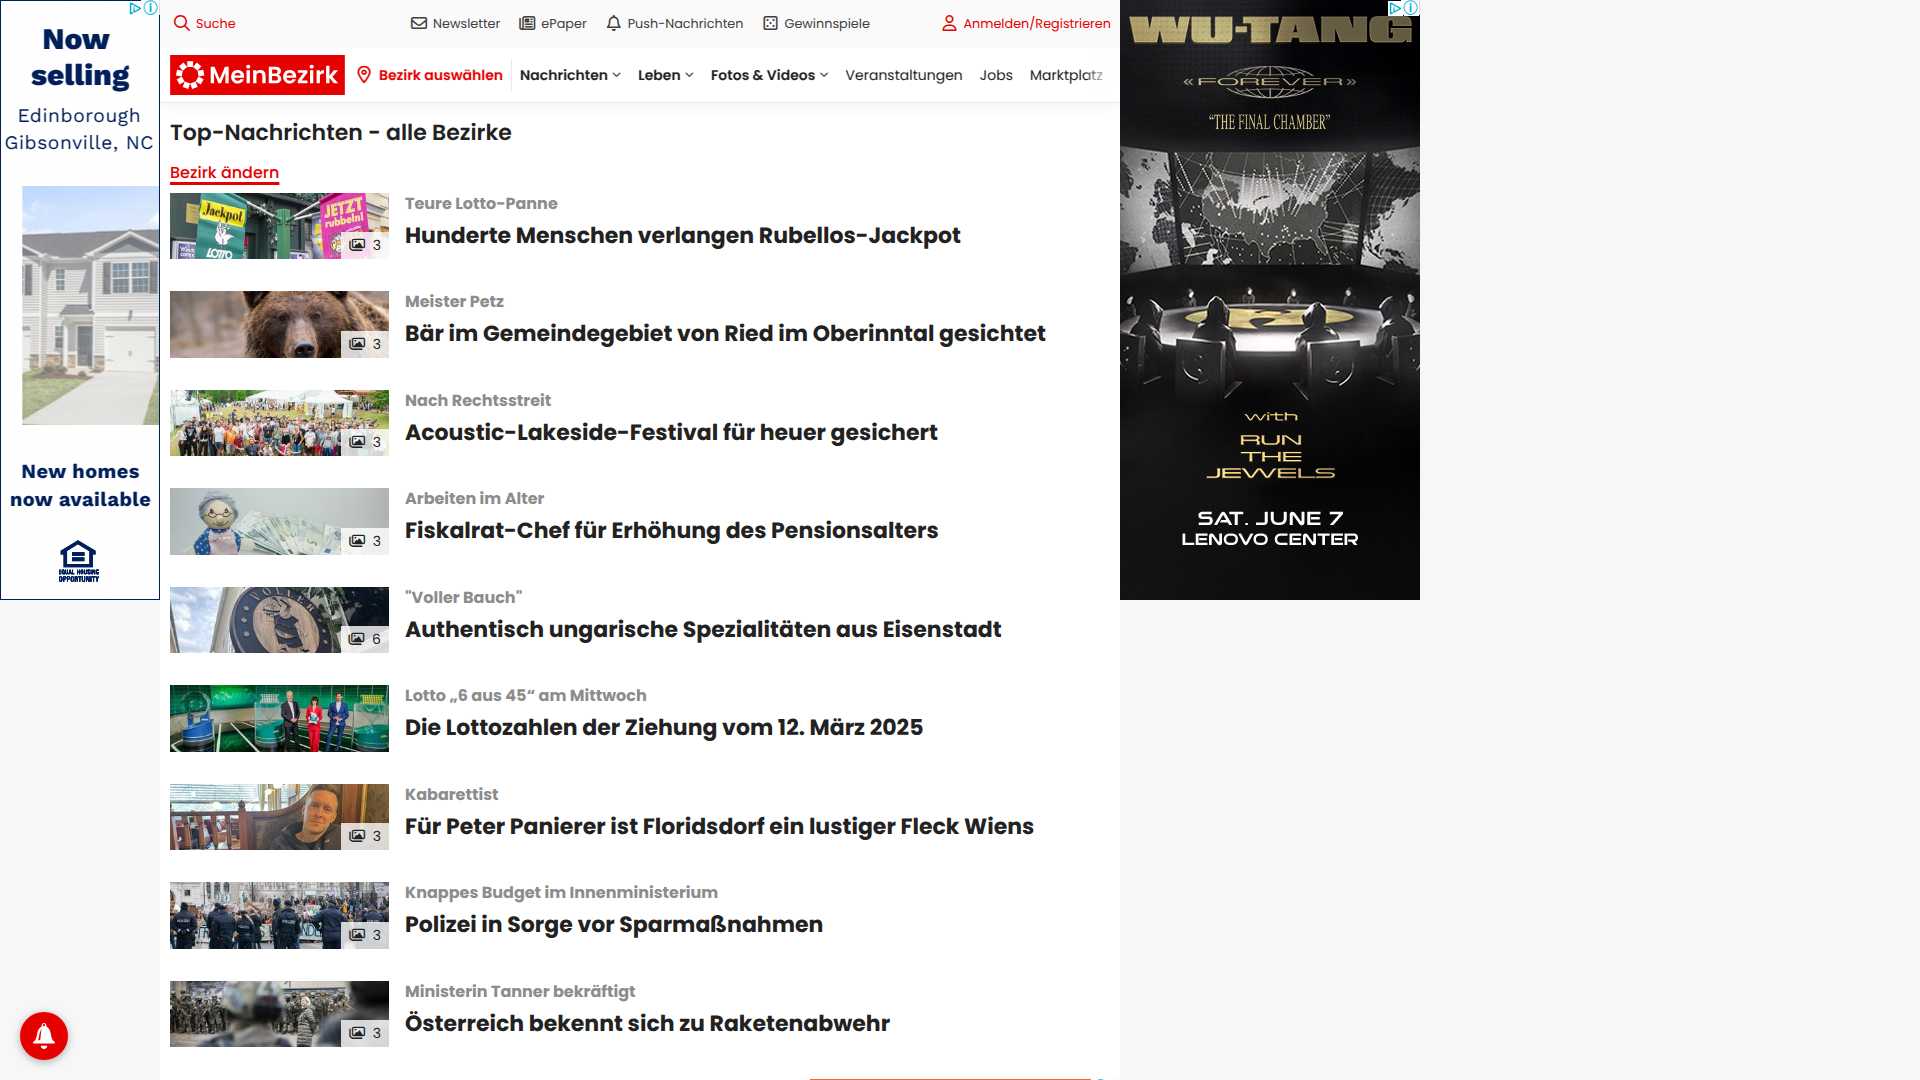 Now
selling
Edinborough
Gibsonville, NC
New homes
now available
EQUAL HOUSING
OPPORTUNITY
Suche
Newsletter
ePaper
Push-Nachrichten
Gewinnspiele
Anmelden/Registrieren
MeinBezirk
Bezirk auswählen
Nachrichten
Leben
Fotos & Videos
Veranstaltungen
Jobs
Marktplatz
Top-Nachrichten - alle Bezirke
Bezirk ändern
Jackpot
LOTTO
JETZT
rubbeln!
3
Teure Lotto-Panne
Hunderte Menschen verlangen Rubellos-Jackpot
3
Meister Petz
Bär im Gemeindegebiet von Ried im Oberinntal gesichtet
3
Nach Rechtsstreit
Acoustic-Lakeside-Festival für heuer gesichert
3
Arbeiten im Alter
Fiskalrat-Chef für Erhöhung des Pensionsalters
VOLLER
6
"Voller Bauch"
Authentisch ungarische Spezialitäten aus Eisenstadt
Lotto „6 aus 45“ am Mittwoch
Die Lottozahlen der Ziehung vom 12. März 2025
3
Kabarettist
Für Peter Panierer ist Floridsdorf ein lustiger Fleck Wiens
3
Knappes Budget im Innenministerium
Polizei in Sorge vor Sparmaßnahmen
3
Ministerin Tanner bekräftigt
Österreich bekennt sich zu Raketenabwehr
WU-TANG
«FOREVER»
“THE FINAL CHAMBER”
with
RUN
THE
JEWELS
SAT. JUNE 7
LENOVO CENTER